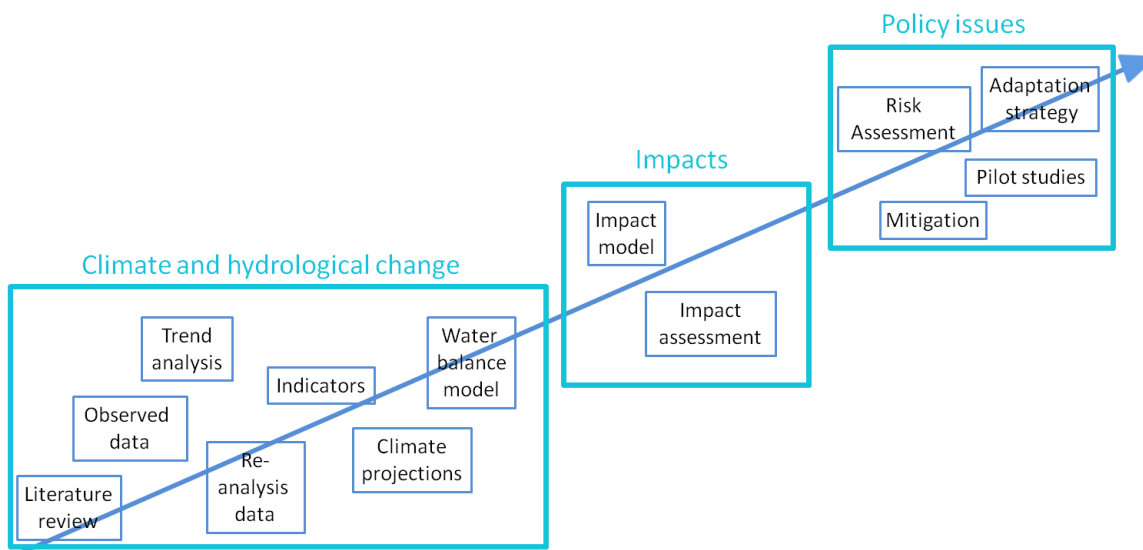 Policy issues
Adaptation
strategy
Risk
Assessment
Pilot studies
Mitigation
Impacts
Impact
model
Impact
assessment
Climate and hydrological change
Trend
analysis
Water
balance
model
Indicators
Observed
data
Climate
projections
Re-
analysis
data
Literature
review